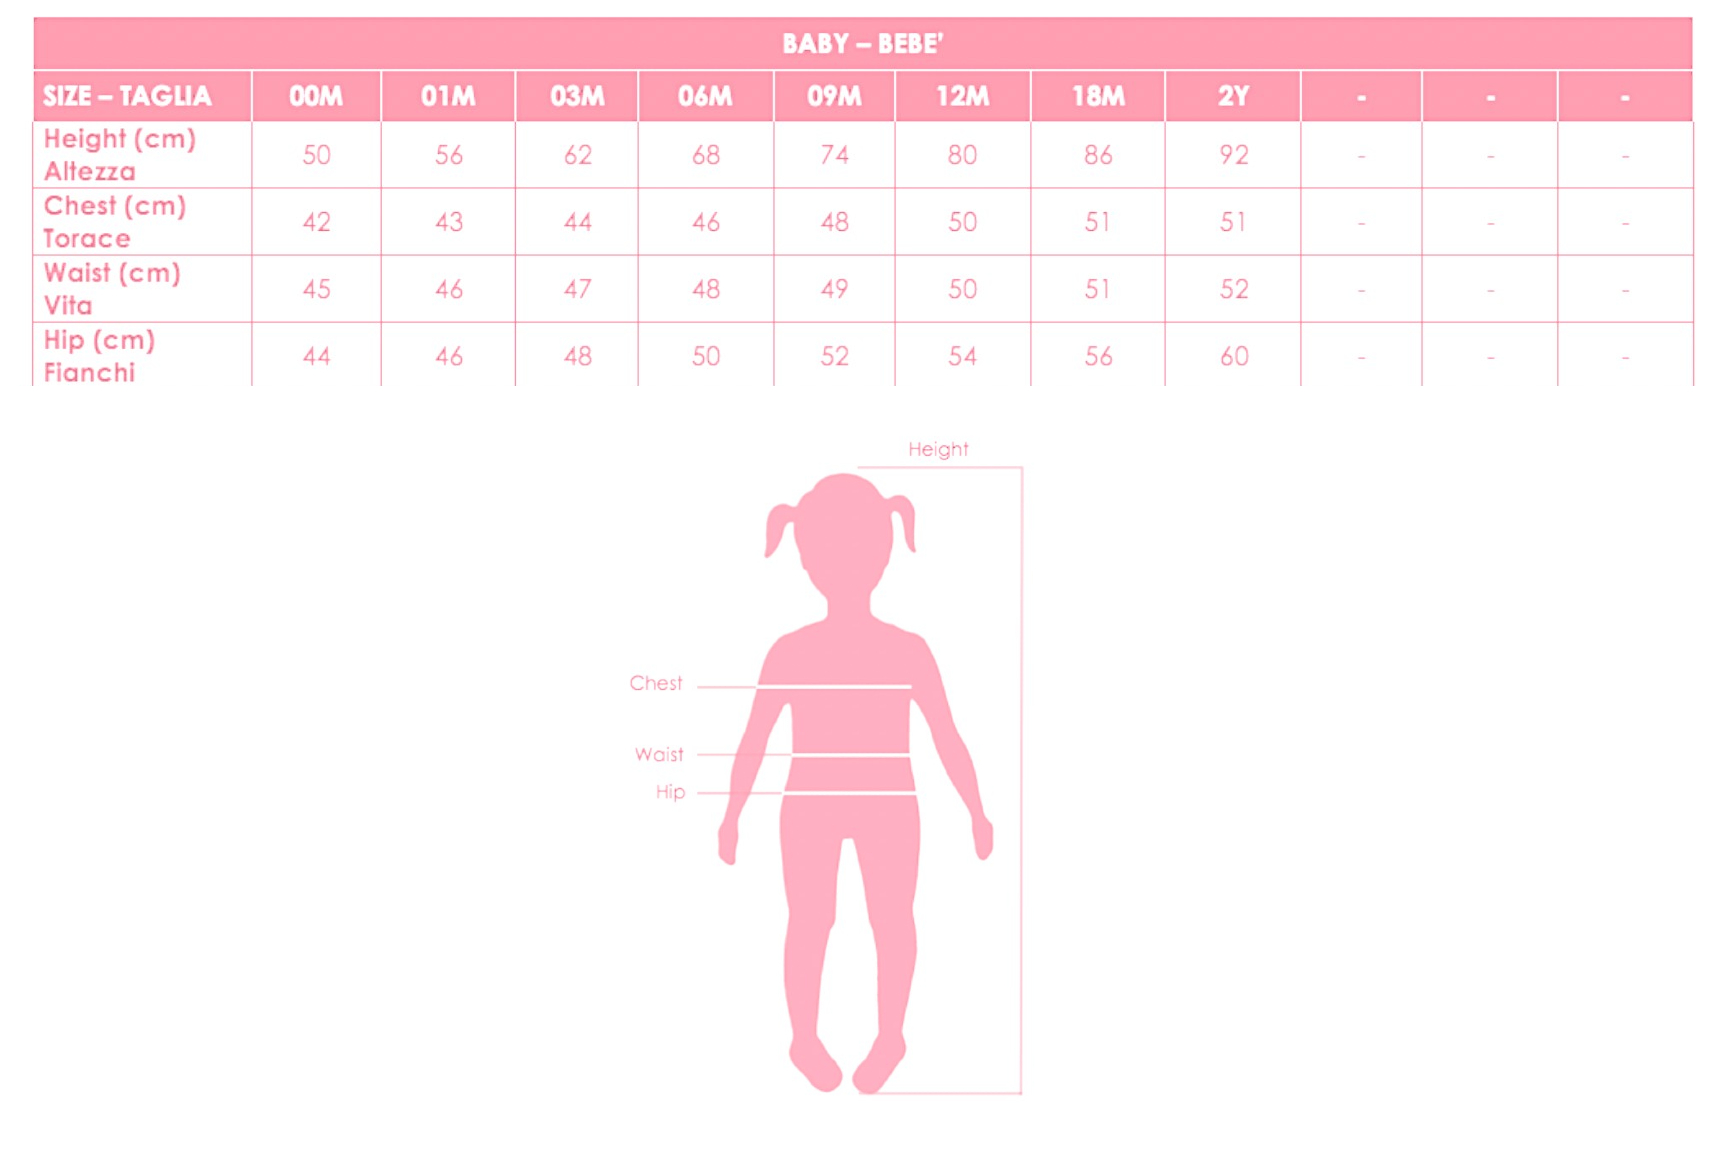 BABY – BEBE'
SIZE – TAGLIA 00M 01M 03M 06M 09M 12M 18M 2Y - - -
Height (cm)
Altezza 50 56 62 68 74 80 86 92 - - -
Chest (cm)
Torace 42 43 44 46 48 50 51 51 - - -
Waist (cm)
Vita 45 46 47 48 49 50 51 52 - - -
Hip (cm)
Fianchi 44 46 48 50 52 54 56 60 - - -
Height
Chest
Waist
Hip